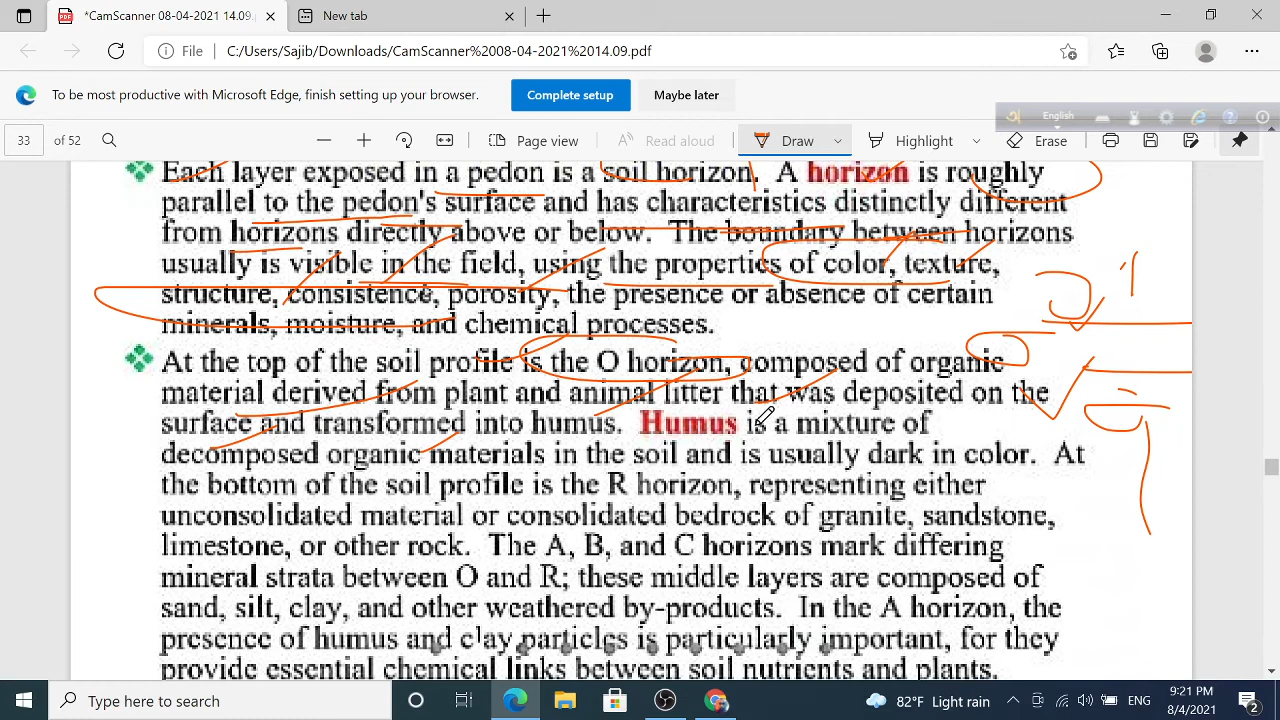 *CamScanner 08-04-2021 14.09.pdf
New tab
File C:/Users/Sajib/Downloads/CamScanner%2008-04-2021%2014.09.pdf
To be most productive with Microsoft Edge, finish setting up your browser. Complete setup Maybe later
English
33 of 52 Page view Read aloud Draw Highlight Erase
Each layer exposed in a pedon is a soil horizon. A horizon is roughly
parallel to the pedon's surface and has characteristics distinctly different
from horizons directly above or below. The boundary between horizons
usually is visible in the field, using the properties of color, texture,
structure, consistence, porosity, the presence or absence of certain
minerals, moisture, and chemical processes.
At the top of the soil profile is the O horizon, composed of organic
material derived from plant and animal litter that was deposited on the
surface and transformed into humus. Humus is a mixture of
decomposed organic materials in the soil and is usually dark in color. At
the bottom of the soil profile is the R horizon, representing either
unconsolidated material or consolidated bedrock of granite, sandstone,
limestone, or other rock. The A, B, and C horizons mark differing
mineral strata between O and R; these middle layers are composed of
sand, silt, clay, and other weathered by-products. In the A horizon, the
presence of humus and clay particles is particularly important, for they
provide essential chemical links between soil nutrients and plants.
Type here to search
82°F Light rain
ENG
9:21 PM
8/4/2021
2